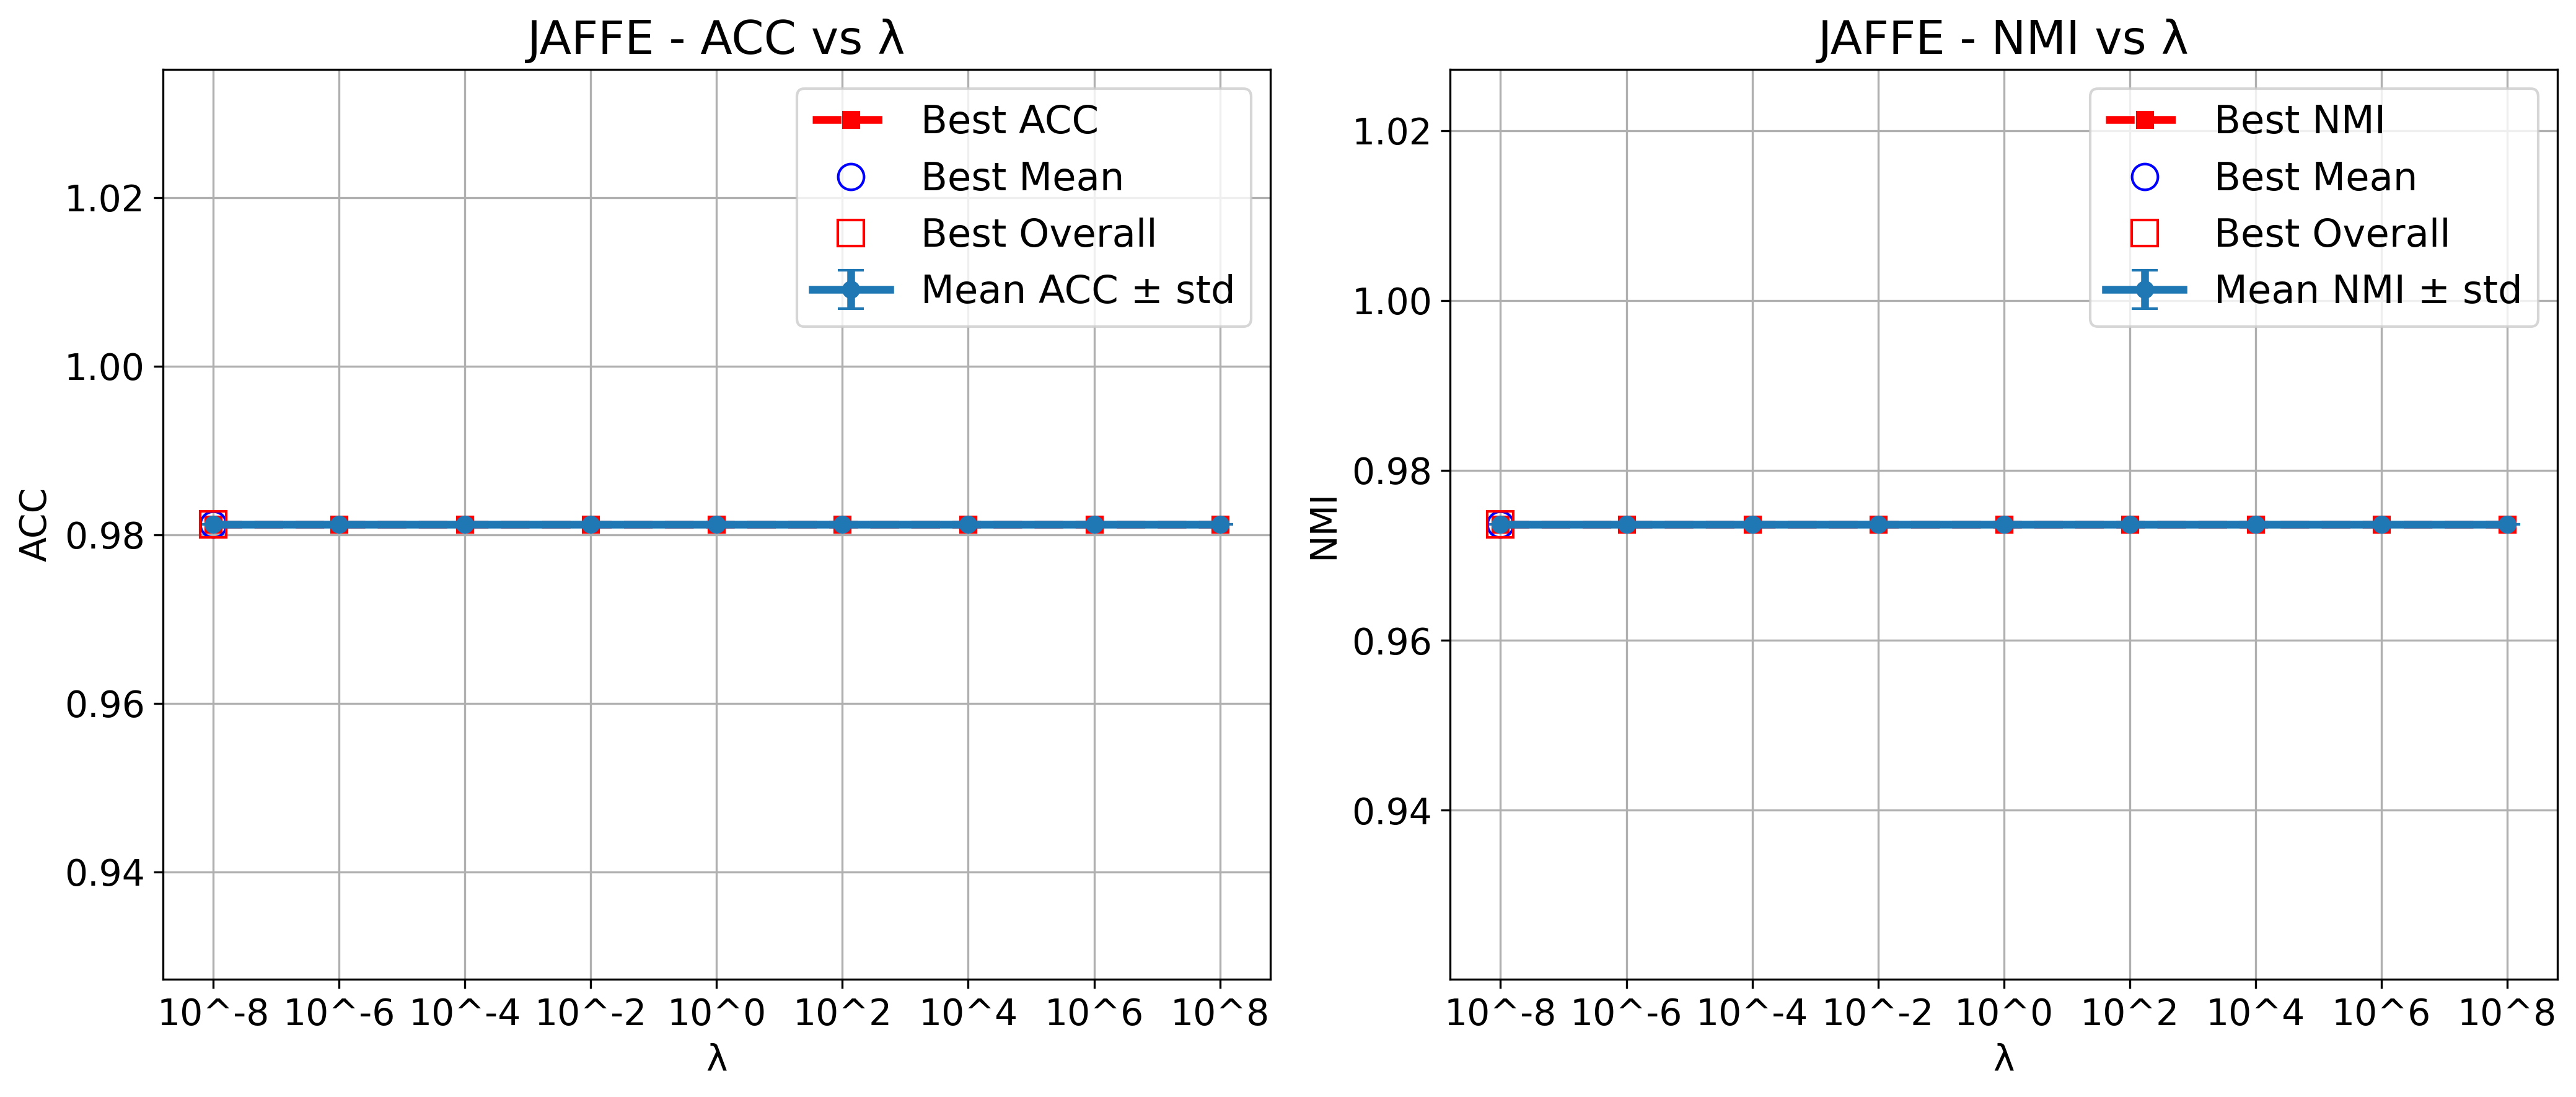 JAFFE - ACC vs λ
Best ACC
Best Mean
Best Overall
Mean ACC ± std
1.02
1.00
0.98
0.96
0.94
ACC
10^-8 10^-6 10^-4 10^-2 10^0 10^2 10^4 10^6 10^8
λ
JAFFE - NMI vs λ
Best NMI
Best Mean
Best Overall
Mean NMI ± std
1.02
1.00
0.98
0.96
0.94
NMI
10^-8 10^-6 10^-4 10^-2 10^0 10^2 10^4 10^6 10^8
λ